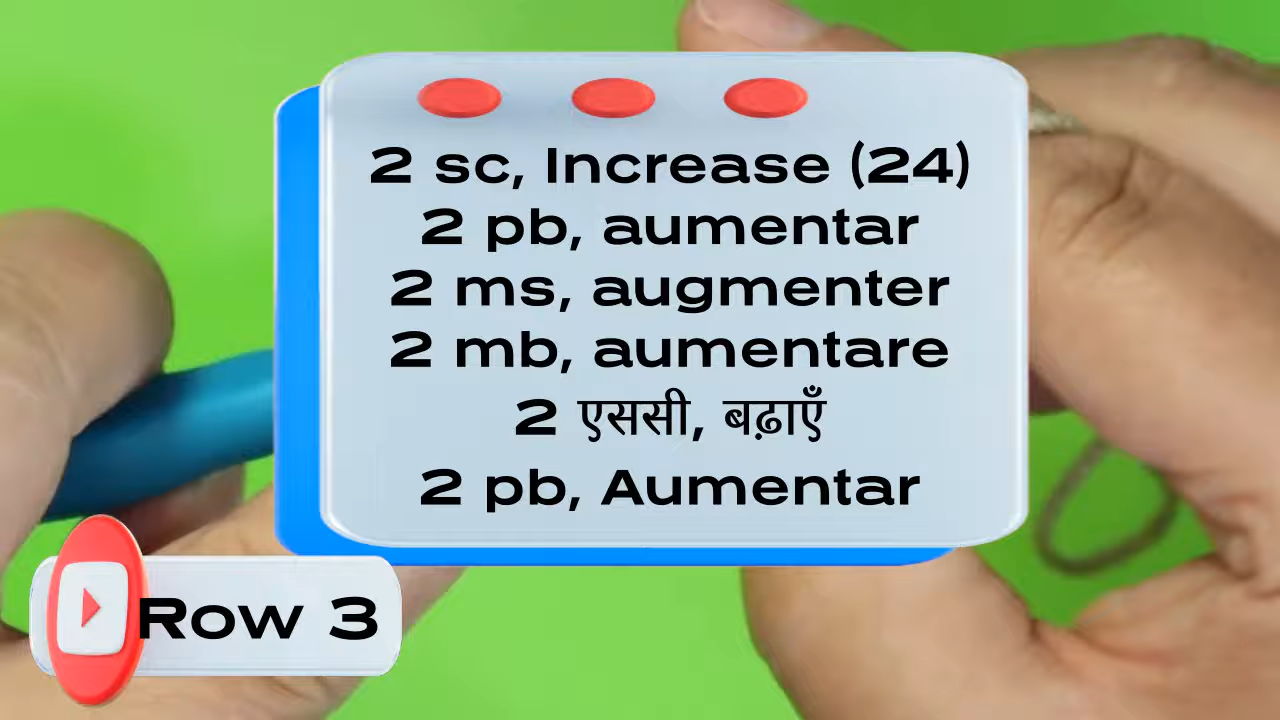 2 sc, Increase (24)
2 pb, aumentar
2 ms, augmenter
2 mb, aumentare
2 एससी, बढ़ाएँ
2 pb, Aumentar
Row 3